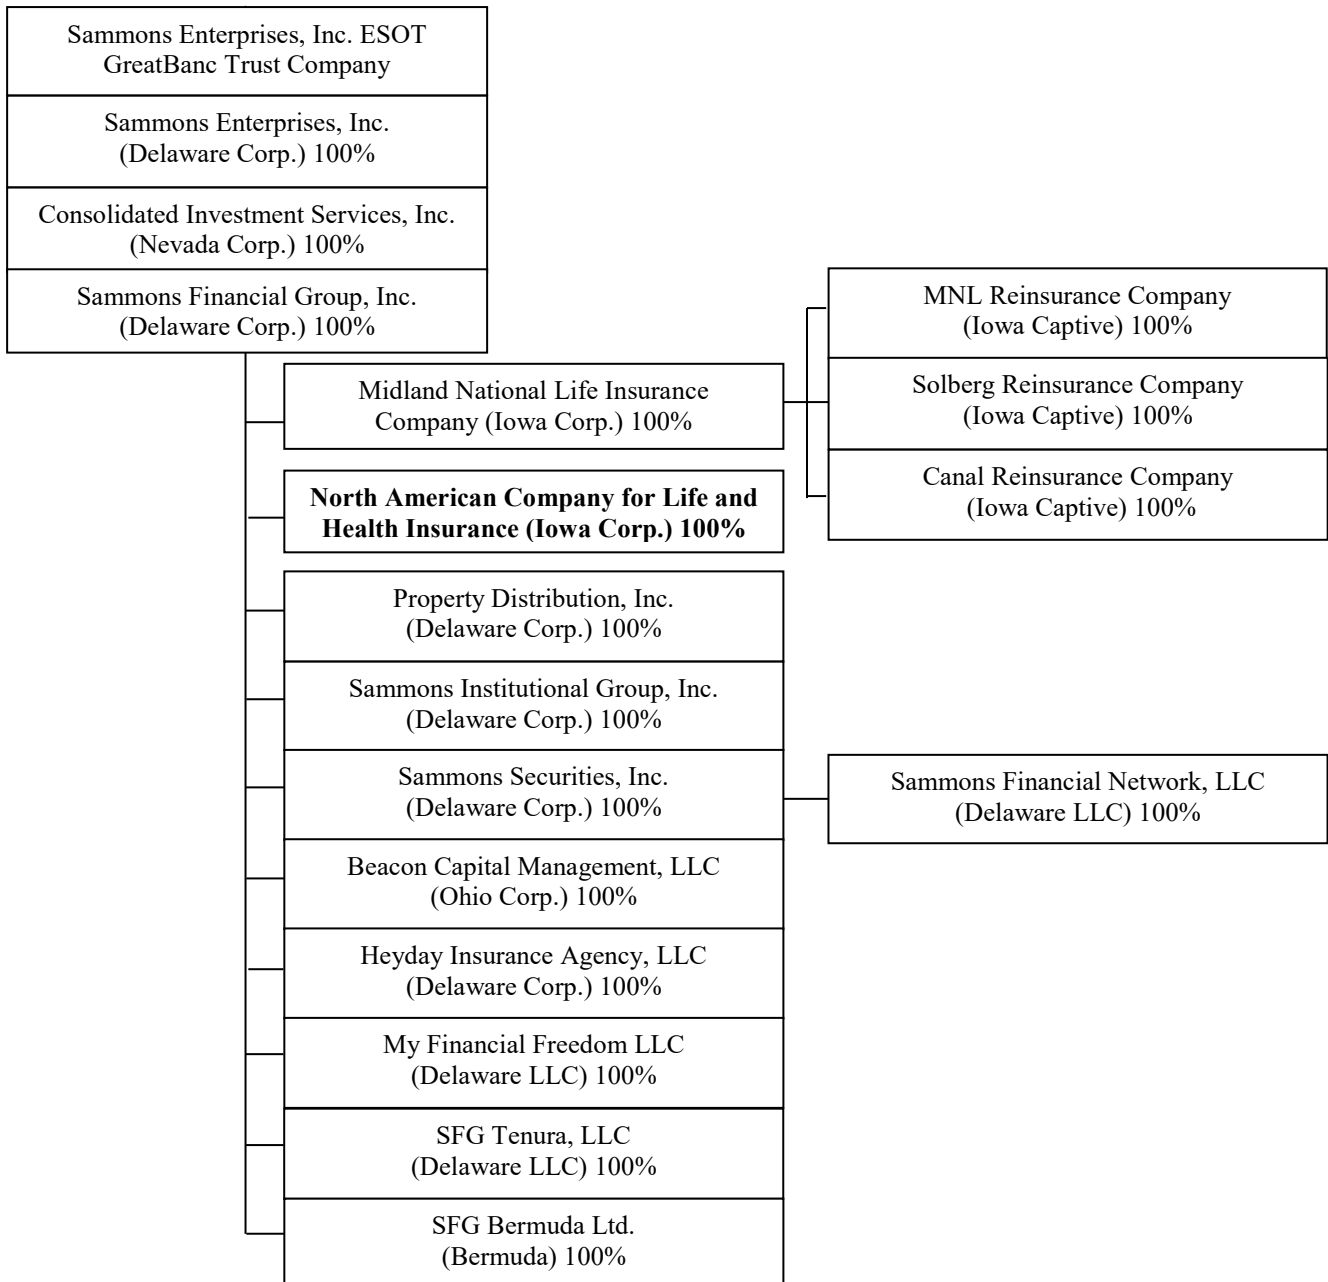 Sammons Enterprises, Inc. ESOT
GreatBanc Trust Company
Sammons Enterprises, Inc.
(Delaware Corp.) 100%
Consolidated Investment Services, Inc.
(Nevada Corp.) 100%
Sammons Financial Group, Inc.
(Delaware Corp.) 100%
Midland National Life Insurance
Company (Iowa Corp.) 100%
MNL Reinsurance Company
(Iowa Captive) 100%
Solberg Reinsurance Company
(Iowa Captive) 100%
Canal Reinsurance Company
(Iowa Captive) 100%
North American Company for Life and
Health Insurance (Iowa Corp.) 100%
Property Distribution, Inc.
(Delaware Corp.) 100%
Sammons Institutional Group, Inc.
(Delaware Corp.) 100%
Sammons Securities, Inc.
(Delaware Corp.) 100%
Sammons Financial Network, LLC
(Delaware LLC) 100%
Beacon Capital Management, LLC
(Ohio Corp.) 100%
Heyday Insurance Agency, LLC
(Delaware Corp.) 100%
My Financial Freedom LLC
(Delaware LLC) 100%
SFG Tenura, LLC
(Delaware LLC) 100%
SFG Bermuda Ltd.
(Bermuda) 100%